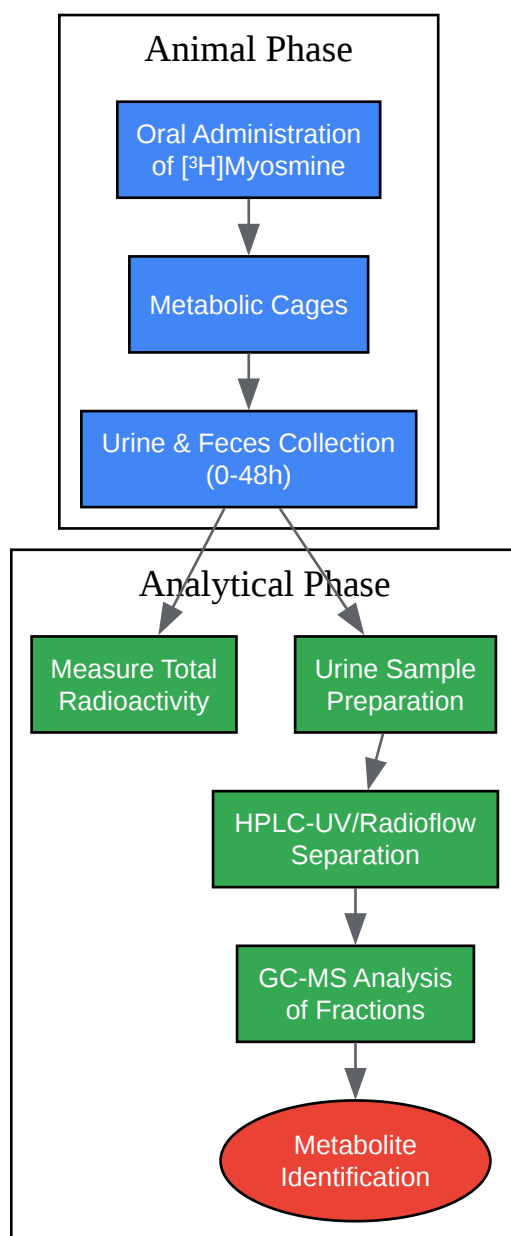 Animal Phase
Oral Administration
of [³H]Myosmine
Metabolic Cages
Urine & Feces Collection
(0-48h)
Analytical Phase
Measure Total
Radioactivity
Urine Sample
Preparation
HPLC-UV/Radioflow
Separation
GC-MS Analysis
of Fractions
Metabolite
Identification